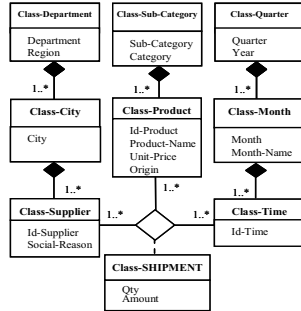 Class-Department
Department
Region
Class-Sub-Category
Sub-Category
Category
Class-Quarter
Quarter
Year
1..*
1..*
1..*
Class-City
City
Class-Product
Id-Product
Product-Name
Unit-Price
Origin
Class-Month
Month
Month-Name
1..*
1..*
1..*
Class-Supplier
Id-Supplier
Social-Reason
1..*
1..*
Class-Time
Id-Time
Class-SHIPMENT
Qty
Amount